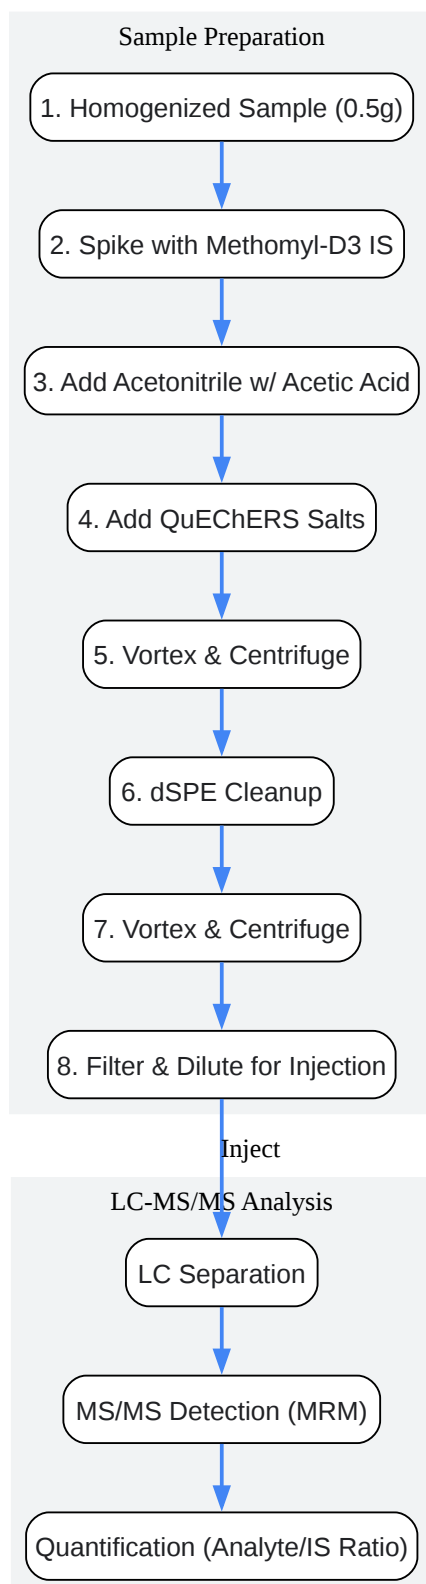 Sample Preparation
1. Homogenized Sample (0.5g)
2. Spike with Methomyl-D3 IS
3. Add Acetonitrile w/ Acetic Acid
4. Add QuEChERS Salts
5. Vortex & Centrifuge
6. dSPE Cleanup
7. Vortex & Centrifuge
8. Filter & Dilute for Injection
Inject
LC-MS/MS Analysis
LC Separation
MS/MS Detection (MRM)
Quantification (Analyte/IS Ratio)